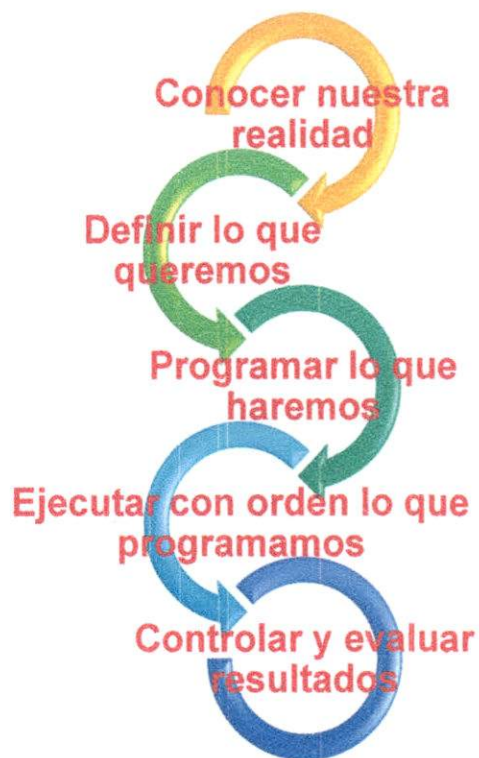 Conocer nuestra
realidad
Definir lo que
queremos
Programar lo que
haremos
Ejecutar con orden lo que
programamos
Controlar y evaluar
resultados